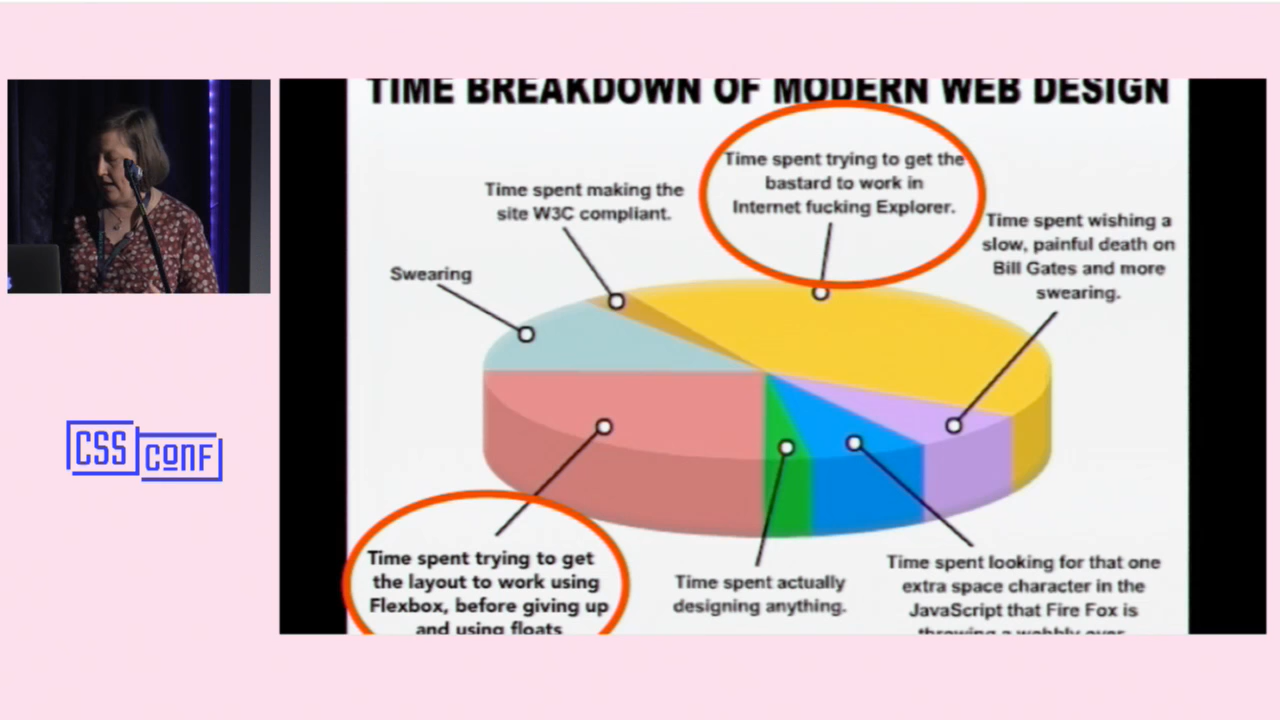 TIME BREAKDOWN OF MODERN WEB DESIGN
Time spent trying to get the
bastard to work in
Internet fucking Explorer.
Time spent making the
site W3C compliant.
Time spent wishing a
slow, painful death on
Bill Gates and more
swearing.
Swearing
CSS
CONF
Time spent trying to get
the layout to work using
Flexbox, before giving up
and using floats
Time spent actually
designing anything.
Time spent looking for that one
extra space character in the
JavaScript that Fire Fox is
throwing a wobbly over